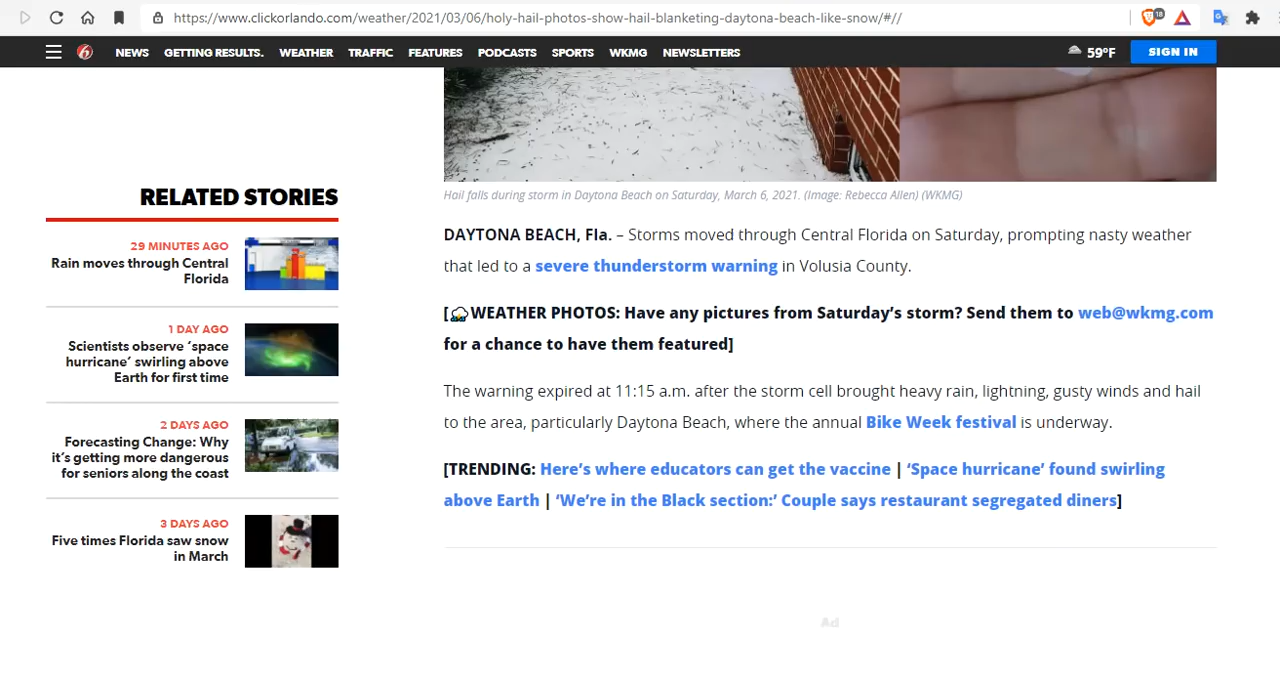 https://www.clickorlando.com/weather/2021/03/06/holy-hail-photos-show-hail-blanketing-daytona-beach-like-snow/#//
18
6
NEWS GETTING RESULTS. WEATHER TRAFFIC FEATURES PODCASTS SPORTS WKMG NEWSLETTERS
59°F
SIGN IN
Hail falls during storm in Daytona Beach on Saturday, March 6, 2021. (Image: Rebecca Allen) (WKMG)
DAYTONA BEACH, Fla. – Storms moved through Central Florida on Saturday, prompting nasty weather
that led to a severe thunderstorm warning in Volusia County.
[⛈️WEATHER PHOTOS: Have any pictures from Saturday’s storm? Send them to web@wkmg.com
for a chance to have them featured]
The warning expired at 11:15 a.m. after the storm cell brought heavy rain, lightning, gusty winds and hail
to the area, particularly Daytona Beach, where the annual Bike Week festival is underway.
[TRENDING: Here’s where educators can get the vaccine | ‘Space hurricane’ found swirling
above Earth | ‘We’re in the Black section:’ Couple says restaurant segregated diners]
Ad
RELATED STORIES
29 MINUTES AGO
Rain moves through Central
Florida
1 DAY AGO
Scientists observe ‘space
hurricane’ swirling above
Earth for first time
2 DAYS AGO
Forecasting Change: Why
it’s getting more dangerous
for seniors along the coast
3 DAYS AGO
Five times Florida saw snow
in March